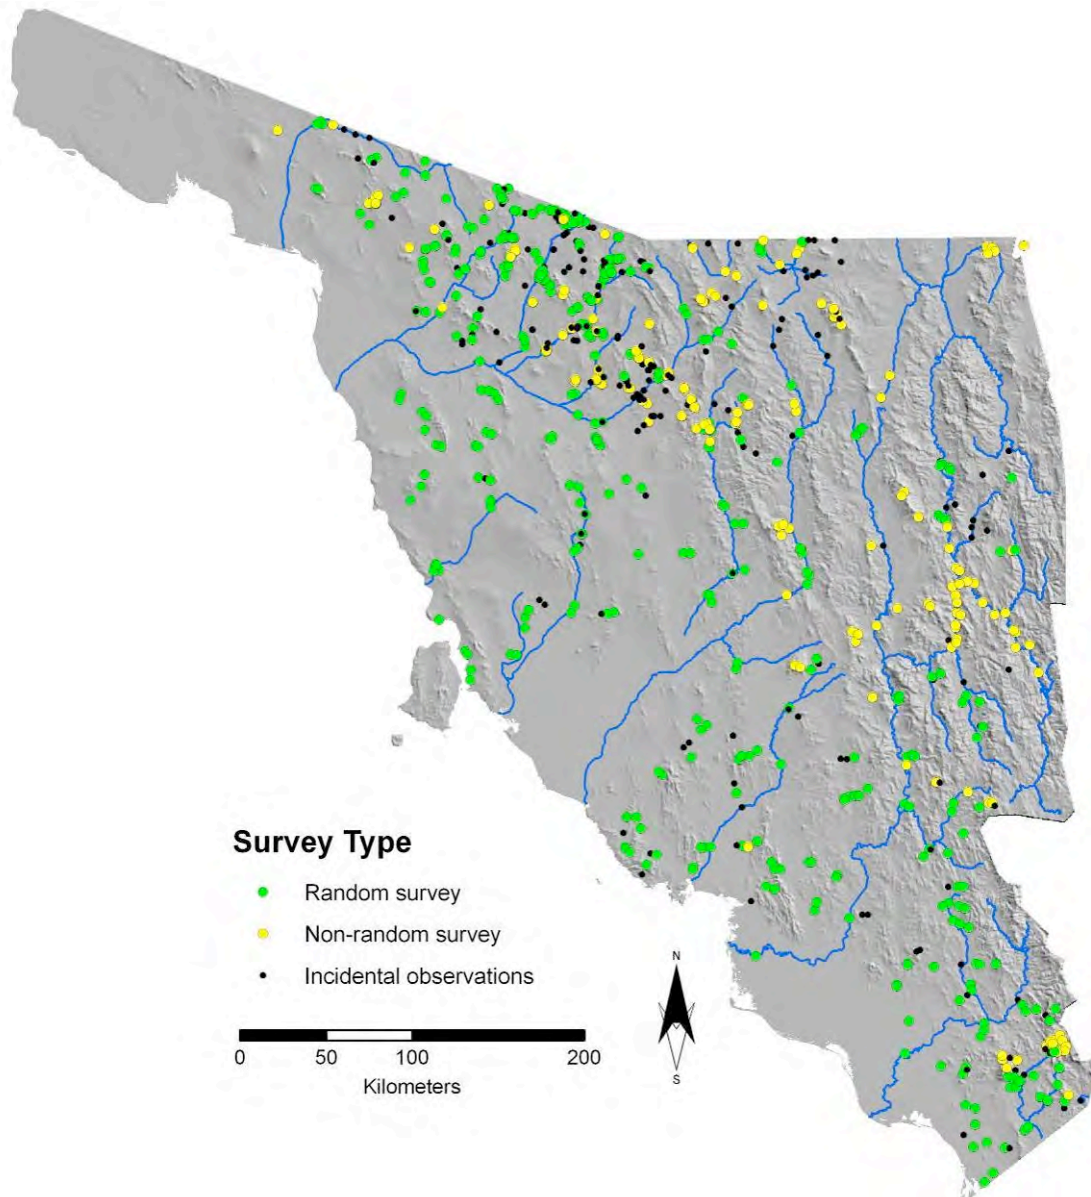 Survey Type
Random survey
Non-random survey
Incidental observations
N
S
0 50 100 200
Kilometers